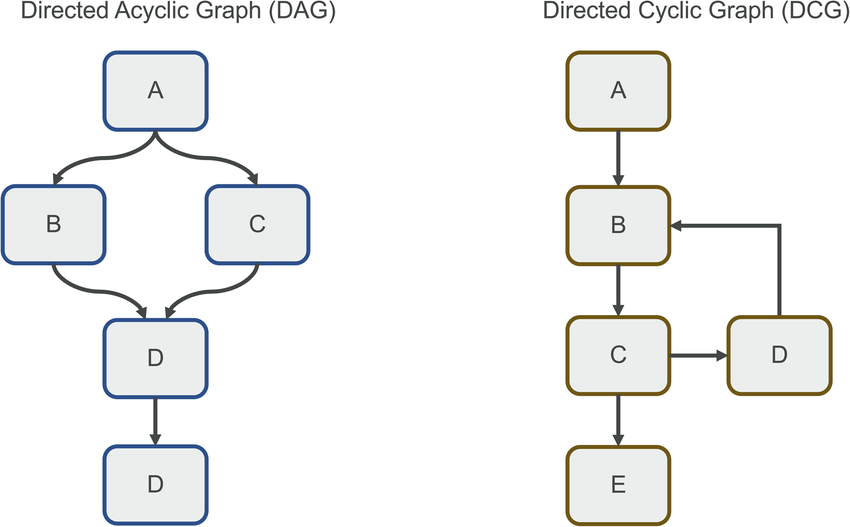 Directed Acyclic Graph (DAG)
A
B
C
D
D
Directed Cyclic Graph (DCG)
A
B
C
D
E